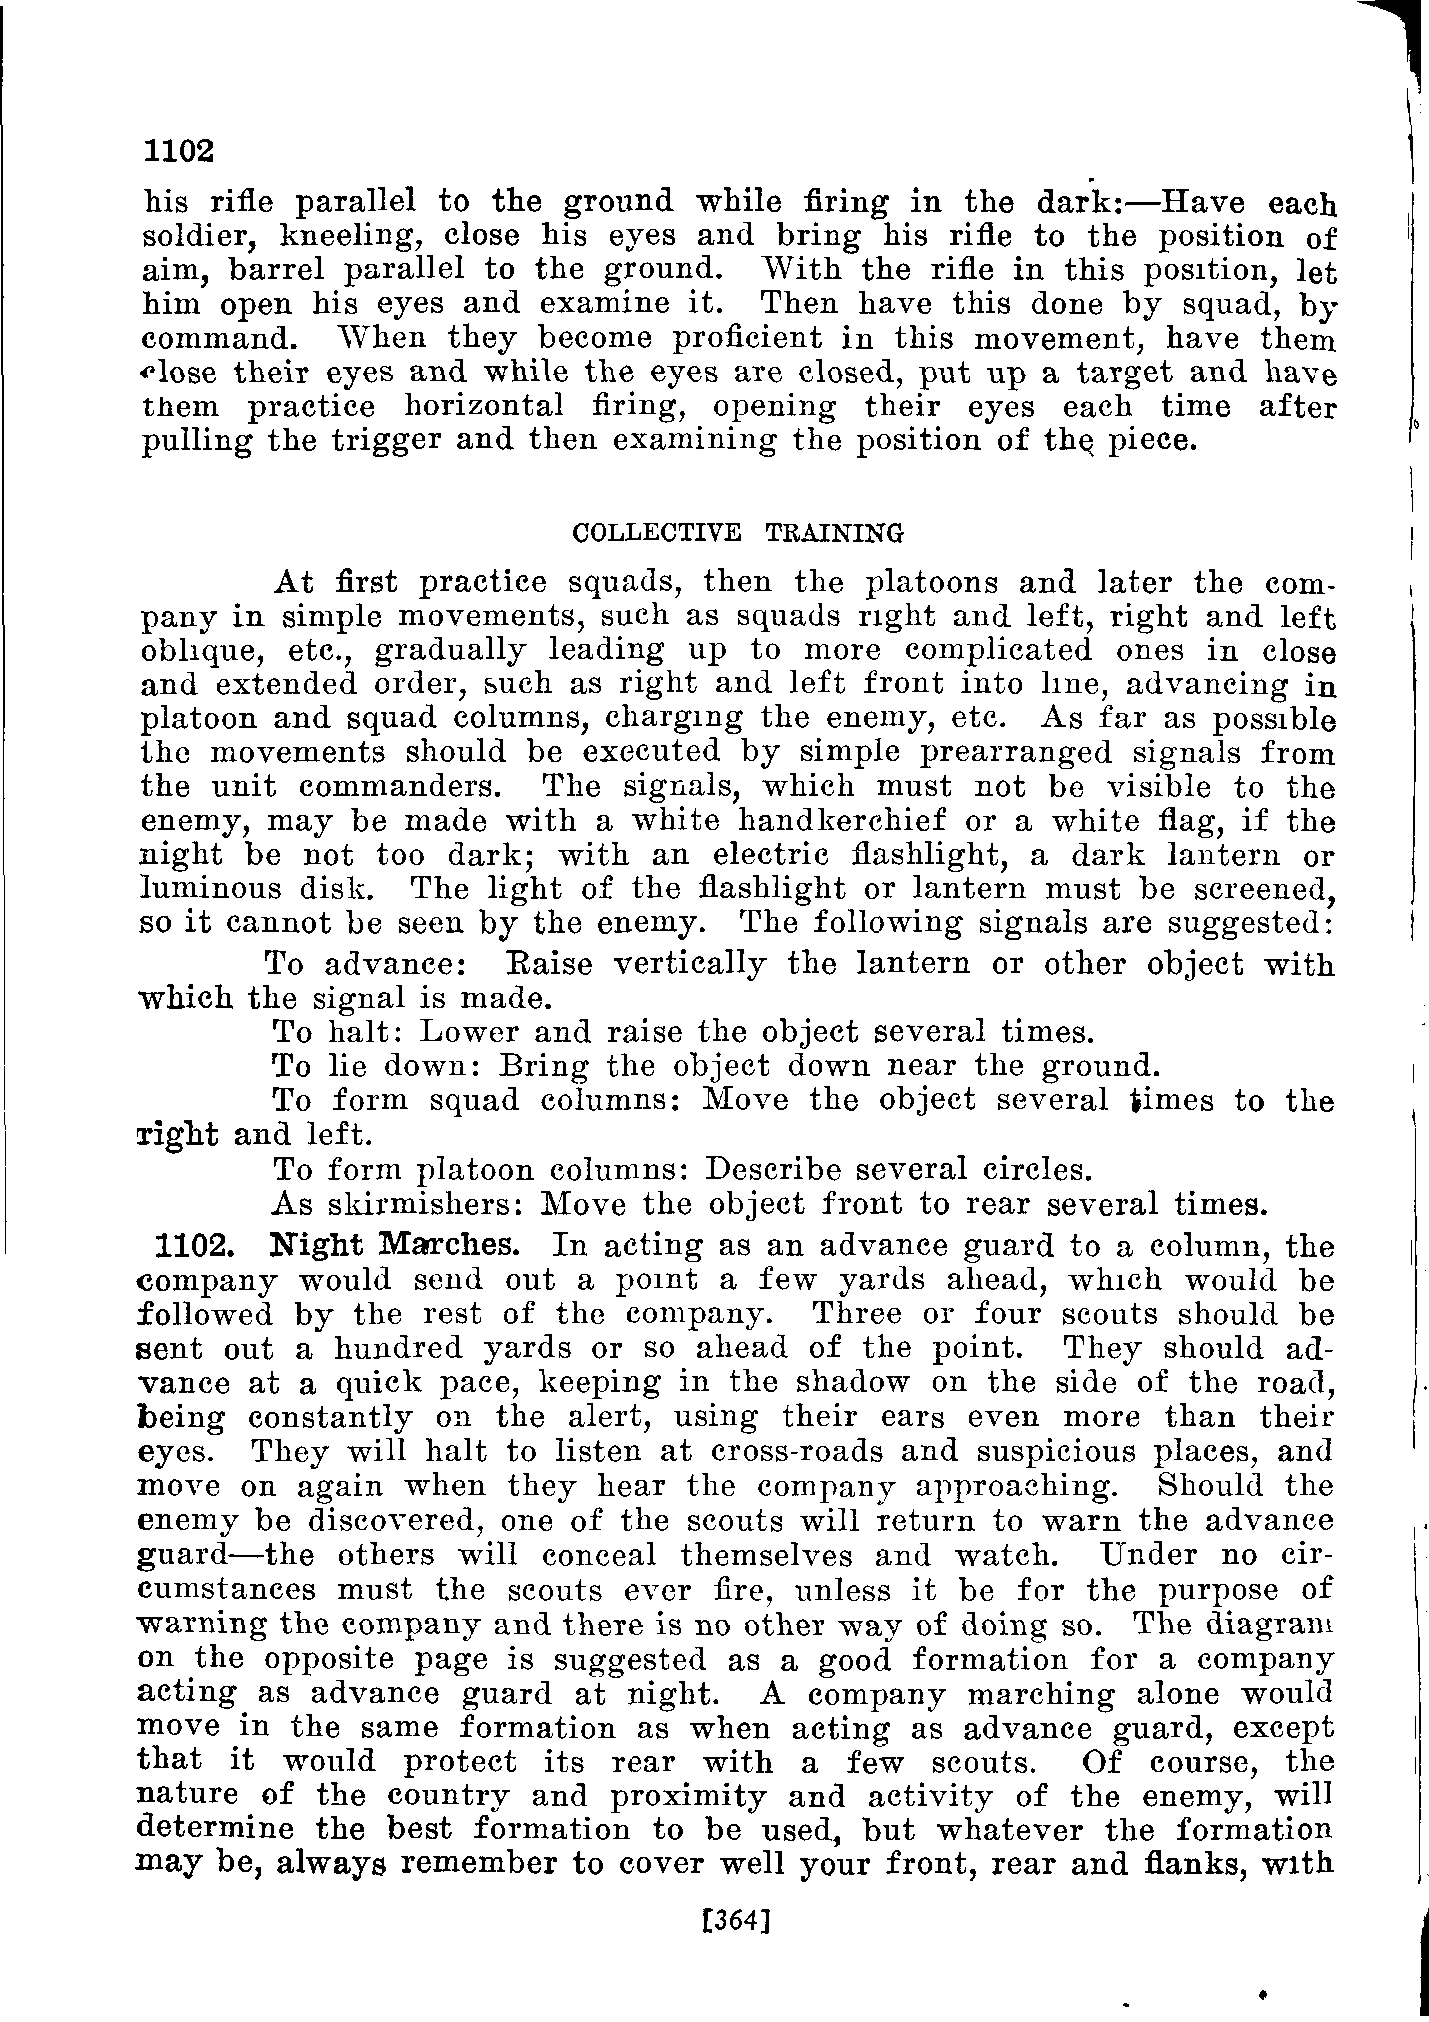 1102
his rifle parallel to the ground while firing in the dark:—Have each
soldier, kneeling, close his eyes and bring his rifle to the position of
aim, barrel parallel to the ground. With the rifle in this position, let
him open his eyes and examine it. Then have this done by squad, by
command. When they become proficient in this movement, have them
close their eyes and while the eyes are closed, put up a target and have
them practice horizontal firing, opening their eyes each time after
pulling the trigger and then examining the position of the piece.
COLLECTIVE TRAINING
At first practice squads, then the platoons and later the com-
pany in simple movements, such as squads right and left, right and left
oblique, etc., gradually leading up to more complicated ones in close
and extended order, such as right and left front into line, advancing in
platoon and squad columns, charging the enemy, etc. As far as possible
the movements should be executed by simple prearranged signals from
the unit commanders. The signals, which must not be visible to the
enemy, may be made with a white handkerchief or a white flag, if the
night be not too dark; with an electric flashlight, a dark lantern or
luminous disk. The light of the flashlight or lantern must be screened,
so it cannot be seen by the enemy. The following signals are suggested:
To advance: Raise vertically the lantern or other object with
which the signal is made.
To halt: Lower and raise the object several times.
To lie down: Bring the object down near the ground.
To form squad columns: Move the object several times to the
right and left.
To form platoon columns: Describe several circles.
As skirmishers: Move the object front to rear several times.
1102. Night Marches. In acting as an advance guard to a column, the
company would send out a point a few yards ahead, which would be
followed by the rest of the company. Three or four scouts should be
sent out a hundred yards or so ahead of the point. They should ad-
vance at a quick pace, keeping in the shadow on the side of the road,
being constantly on the alert, using their ears even more than their
eyes. They will halt to listen at cross-roads and suspicious places, and
move on again when they hear the company approaching. Should the
enemy be discovered, one of the scouts will return to warn the advance
guard—the others will conceal themselves and watch. Under no cir-
cumstances must the scouts ever fire, unless it be for the purpose of
warning the company and there is no other way of doing so. The diagram
on the opposite page is suggested as a good formation for a company
acting as advance guard at night. A company marching alone would
move in the same formation as when acting as advance guard, except
that it would protect its rear with a few scouts. Of course, the
nature of the country and proximity and activity of the enemy, will
determine the best formation to be used, but whatever the formation
may be, always remember to cover well your front, rear and flanks, with
[364]